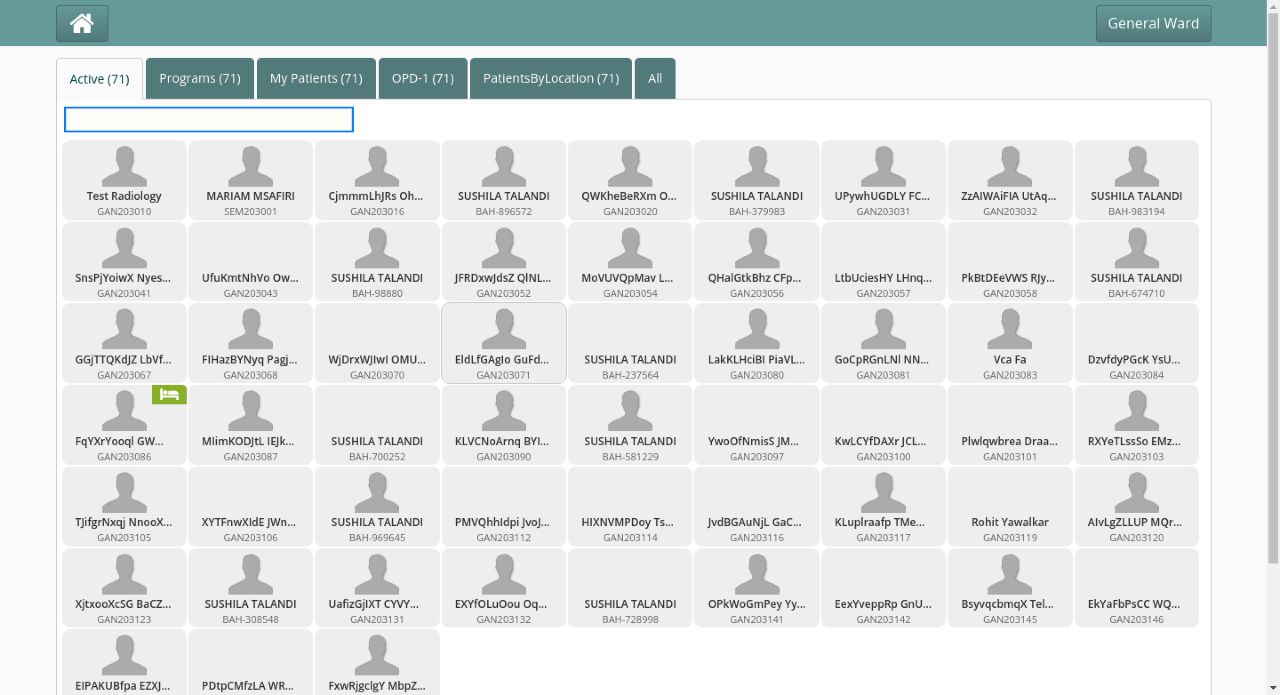 General Ward
Active (71)
Programs (71)
My Patients (71)
OPD-1 (71)
PatientsByLocation (71)
All
Test Radiology
GAN203010
MARIAM MSAFIRI
SEM203001
CjmmmLhJRs Oh...
GAN203016
SUSHILA TALANDI
BAH-896572
QWKheBeRXm O...
GAN203020
SUSHILA TALANDI
BAH-379983
UPywhUGDLY FC...
GAN203031
ZzAIWAiFIA UtAq...
GAN203032
SUSHILA TALANDI
BAH-983194
SnsPjYoiwX Nyes...
GAN203041
UfuKmtNhVo Ow...
GAN203043
SUSHILA TALANDI
BAH-98880
JFRDxwJdsZ QlNL...
GAN203052
MoVUVQpMav L...
GAN203054
QHalGtkBhz CFp...
GAN203056
LtbUciesHY LHnq...
GAN203057
PkBtDEeVWS RJy...
GAN203058
SUSHILA TALANDI
BAH-674710
GGjTTQKdJZ LbVf...
GAN203067
FIHazBYNyq Pagj...
GAN203068
WjDrxWJIwI OMU...
GAN203070
EldLfGAgIo GuFd...
GAN203071
SUSHILA TALANDI
BAH-237564
LakKLHciBI PiaVL...
GAN203080
GoCpRGnLNl NN...
GAN203081
Vca Fa
GAN203083
DzvfdyPGcK YsU...
GAN203084
FqYXrYooql GW...
GAN203086
MIimKODJtL IEJk...
GAN203087
SUSHILA TALANDI
BAH-700252
KLVCNoArnq BYI...
GAN203090
SUSHILA TALANDI
BAH-581229
YwoOfNmisS JM...
GAN203097
KwLCYfDAXr JCL...
GAN203100
Plwlqwbrea Draa...
GAN203101
RXYeTLssSo EMz...
GAN203103
TJifgrNxqj NnooX...
GAN203105
XYTFnwXIdE JWn...
GAN203106
SUSHILA TALANDI
BAH-969645
PMVQhhIdpi JvoJ...
GAN203112
HIXNVMPDoy Ts...
GAN203114
JvdBGAuNjL GaC...
GAN203116
KLuplraafp TMe...
GAN203117
Rohit Yawalkar
GAN203119
AIvLgZLLUP MQr...
GAN203120
XjtxooXcSG BaCZ...
GAN203123
SUSHILA TALANDI
BAH-308548
UafizGjIXT CYVY...
GAN203131
EXYfOLuOou Oq...
GAN203132
SUSHILA TALANDI
BAH-728998
OPkWoGmPey Yy...
GAN203141
EexYveppRp GnU...
GAN203142
BsyvqcbmqX Tel...
GAN203145
EkYaFbPsCC WQ...
GAN203146
EIPAKUBfpa EZXJ...
PDtpCMfzLA WR...
FxwRjgclgY MbpZ...